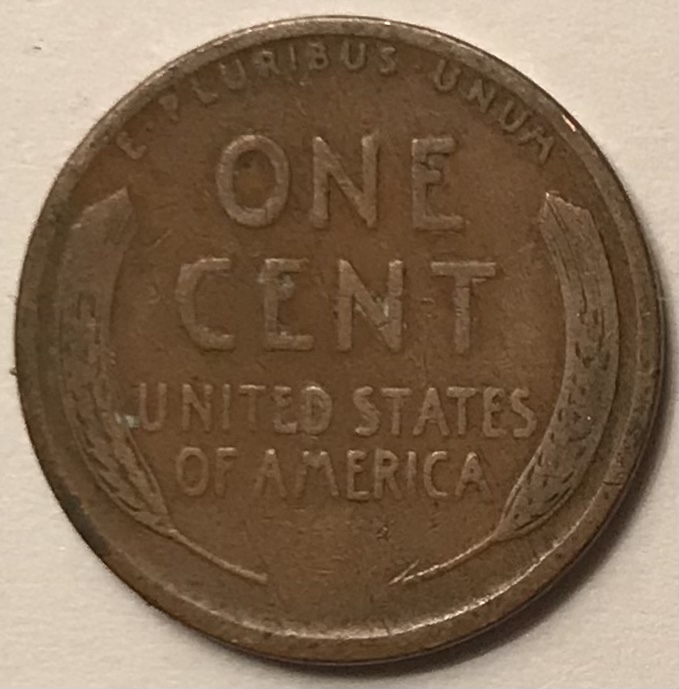 E · PLURIBUS · UNUM
ONE
CENT
UNITED STATES
OF AMERICA